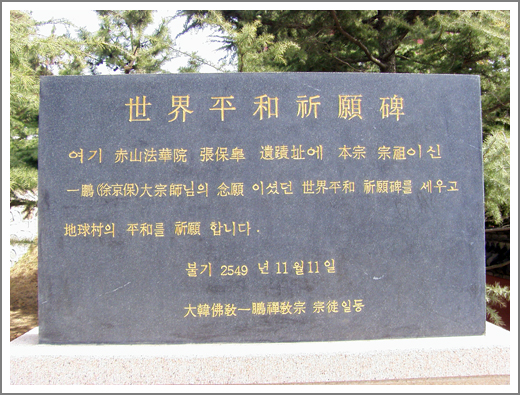 世界平和祈願碑
여기 赤山法華院 張保皐 遺蹟址에 本宗 宗祖이신
一鵬(徐京保)大宗師님의 念願이셨던 世界平和 祈願碑를 세우고
地球村의 平和를 祈願 합니다.
불기 2549 년 11월 11일
大韓佛敎一鵬禪敎宗 宗徒일동